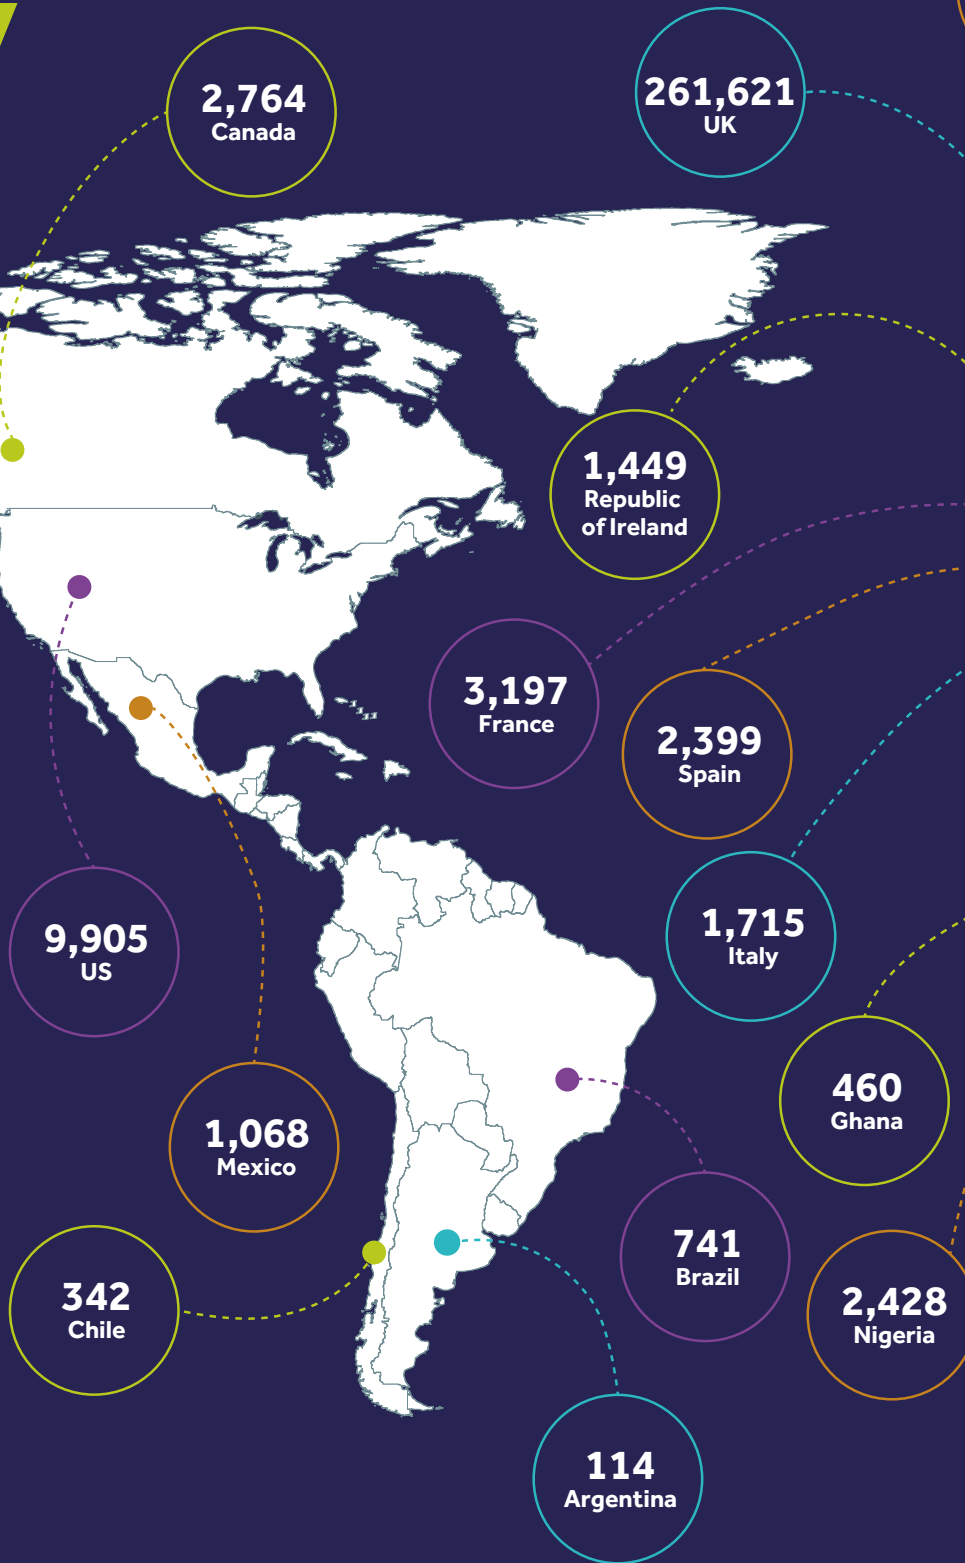 2,764
Canada
261,621
UK
1,449
Republic
of Ireland
3,197
France
2,399
Spain
9,905
US
1,715
Italy
460
Ghana
1,068
Mexico
741
Brazil
342
Chile
2,428
Nigeria
114
Argentina